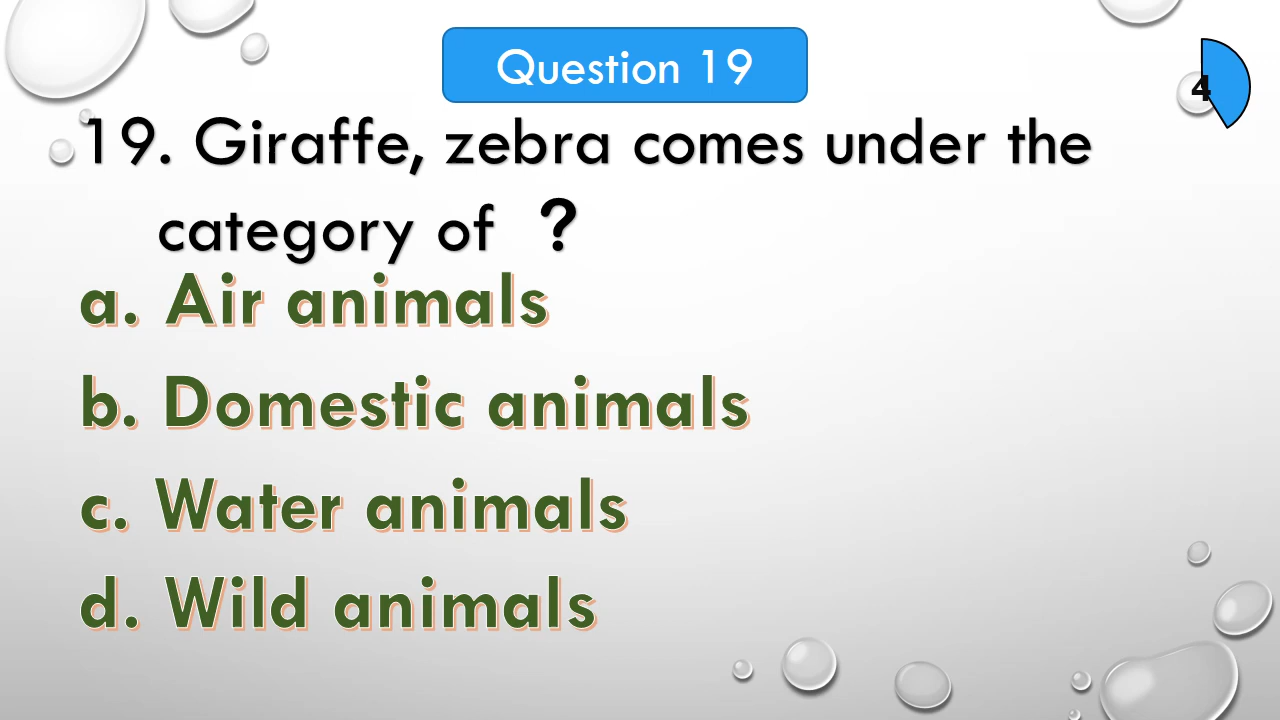 Question 19
4
19. Giraffe, zebra comes under the
category of ?
a. Air animals
b. Domestic animals
c. Water animals
d. Wild animals